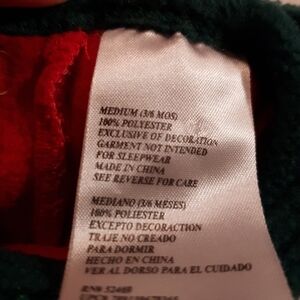 MEDIUM (3/6 MOS)
100% POLYESTER
EXCLUSIVE OF DECORATION
GARMENT NOT INTENDED
FOR SLEEPWEAR
MADE IN CHINA
SEE REVERSE FOR CARE
MEDIANO (3/6 MESES)
100% POLIESTER
EXCEPTO DECORACTION
TRAJE NO CREADO
PARA DORMIR
HECHO EN CHINA
VER AL DORSO PARA EL CUIDADO
RN# 52469